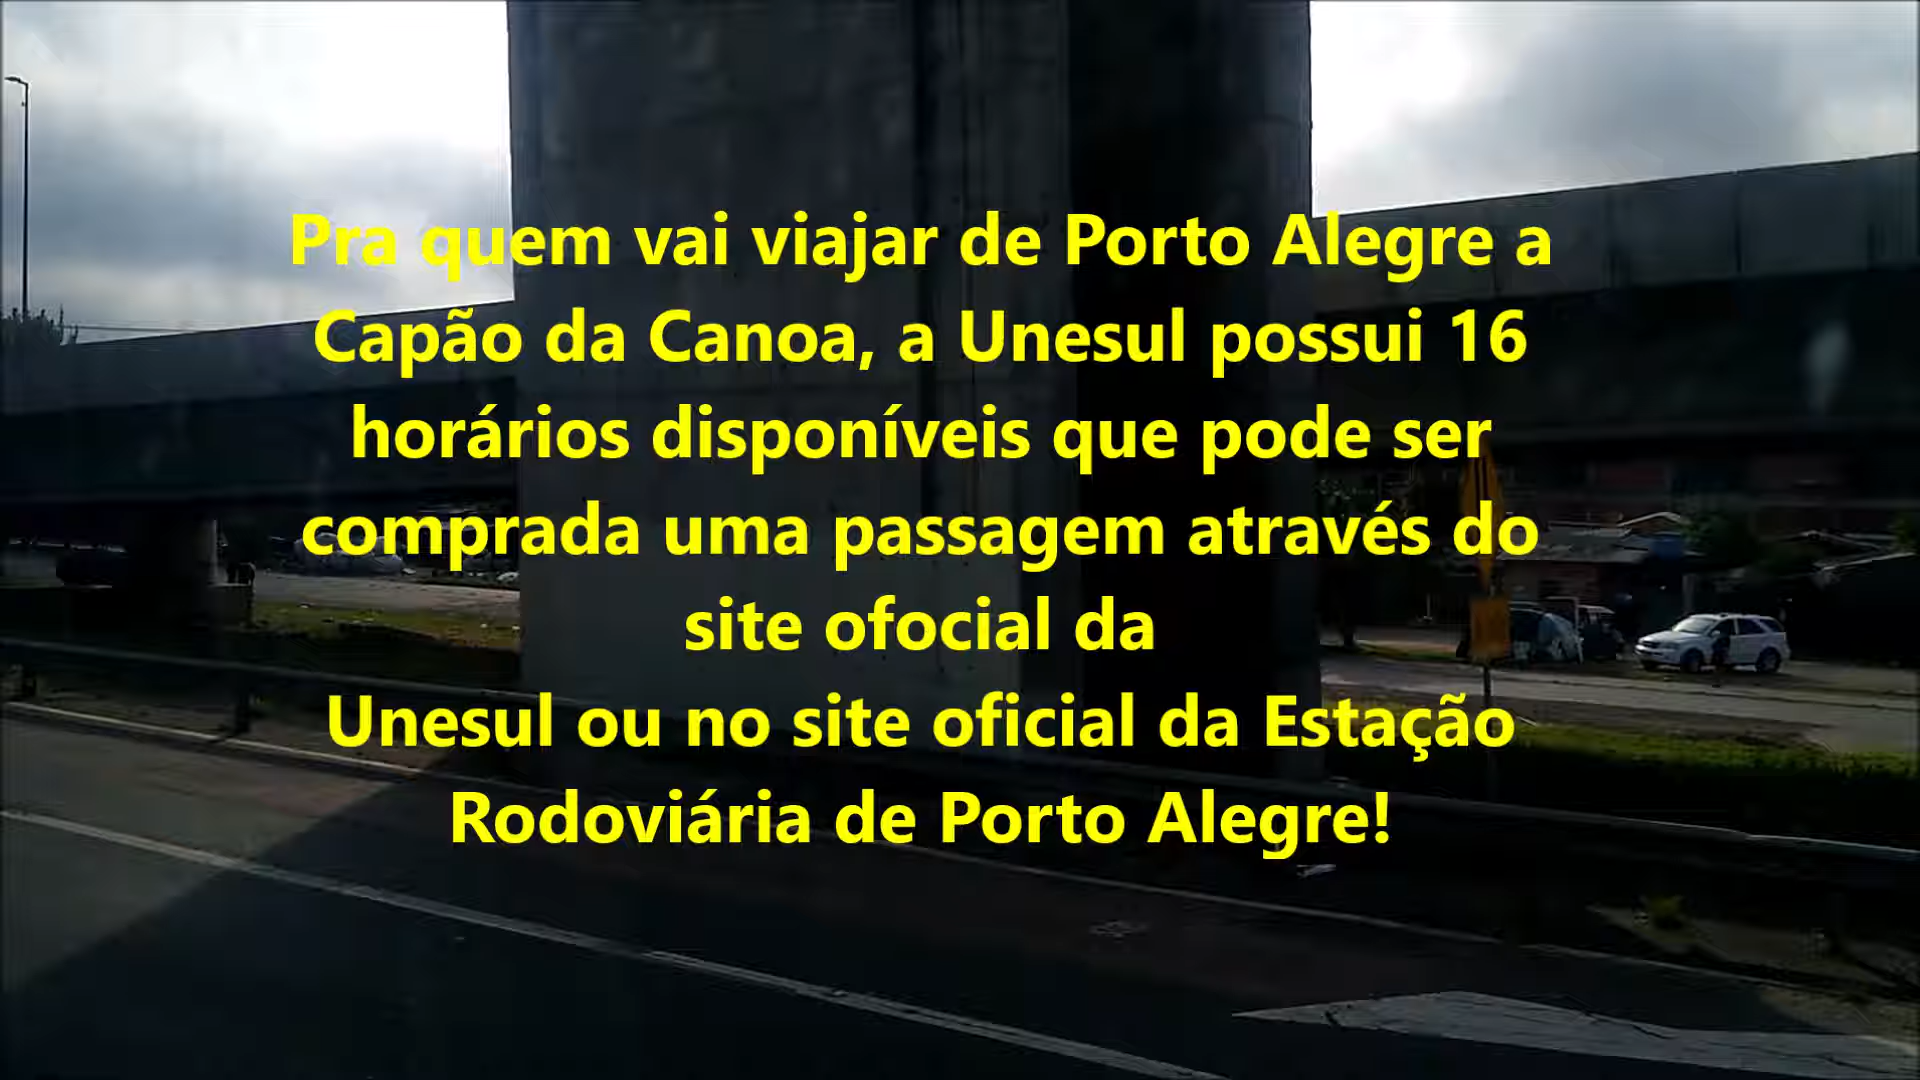 Pra quem vai viajar de Porto Alegre a
Capão da Canoa, a Unesul possui 16
horários disponíveis que pode ser
comprada uma passagem através do
site ofocial da
Unesul ou no site oficial da Estação
Rodoviária de Porto Alegre!